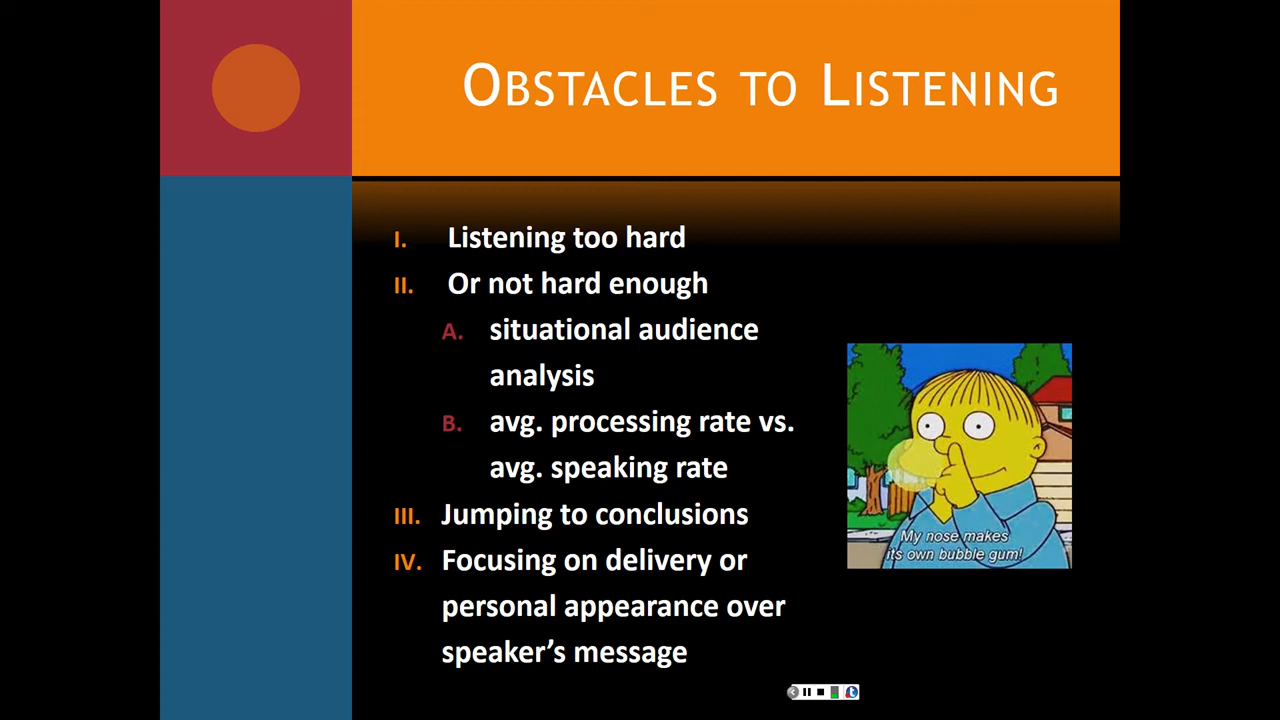 OBSTACLES TO LISTENING
I. Listening too hard
II. Or not hard enough
A. situational audience
analysis
B. avg. processing rate vs.
avg. speaking rate
III. Jumping to conclusions
IV. Focusing on delivery or
personal appearance over
speaker’s message
My nose makes
its own bubble gum!